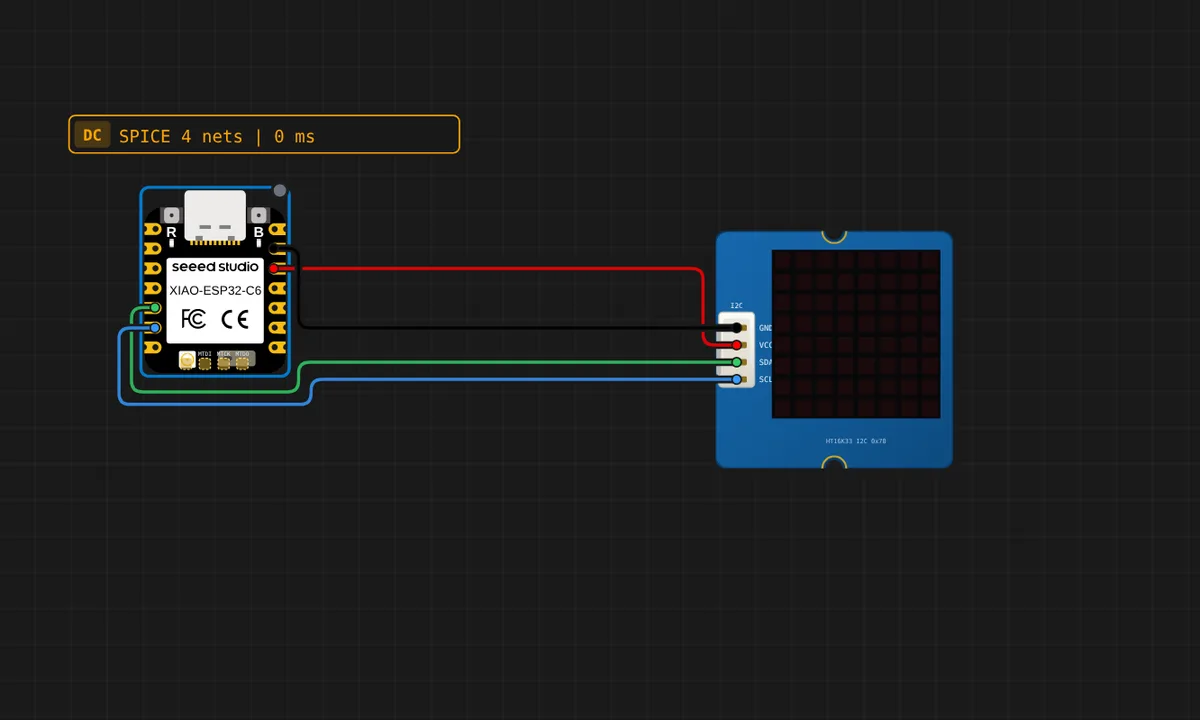 DC SPICE 4 nets | 0 ms
R B
seeed studio
XIAO-ESP32-C6
FC CE
MTDI MTCK MTDO
I2C
GND
VCC
SDA
SCL
HT16K33 I2C 0x70